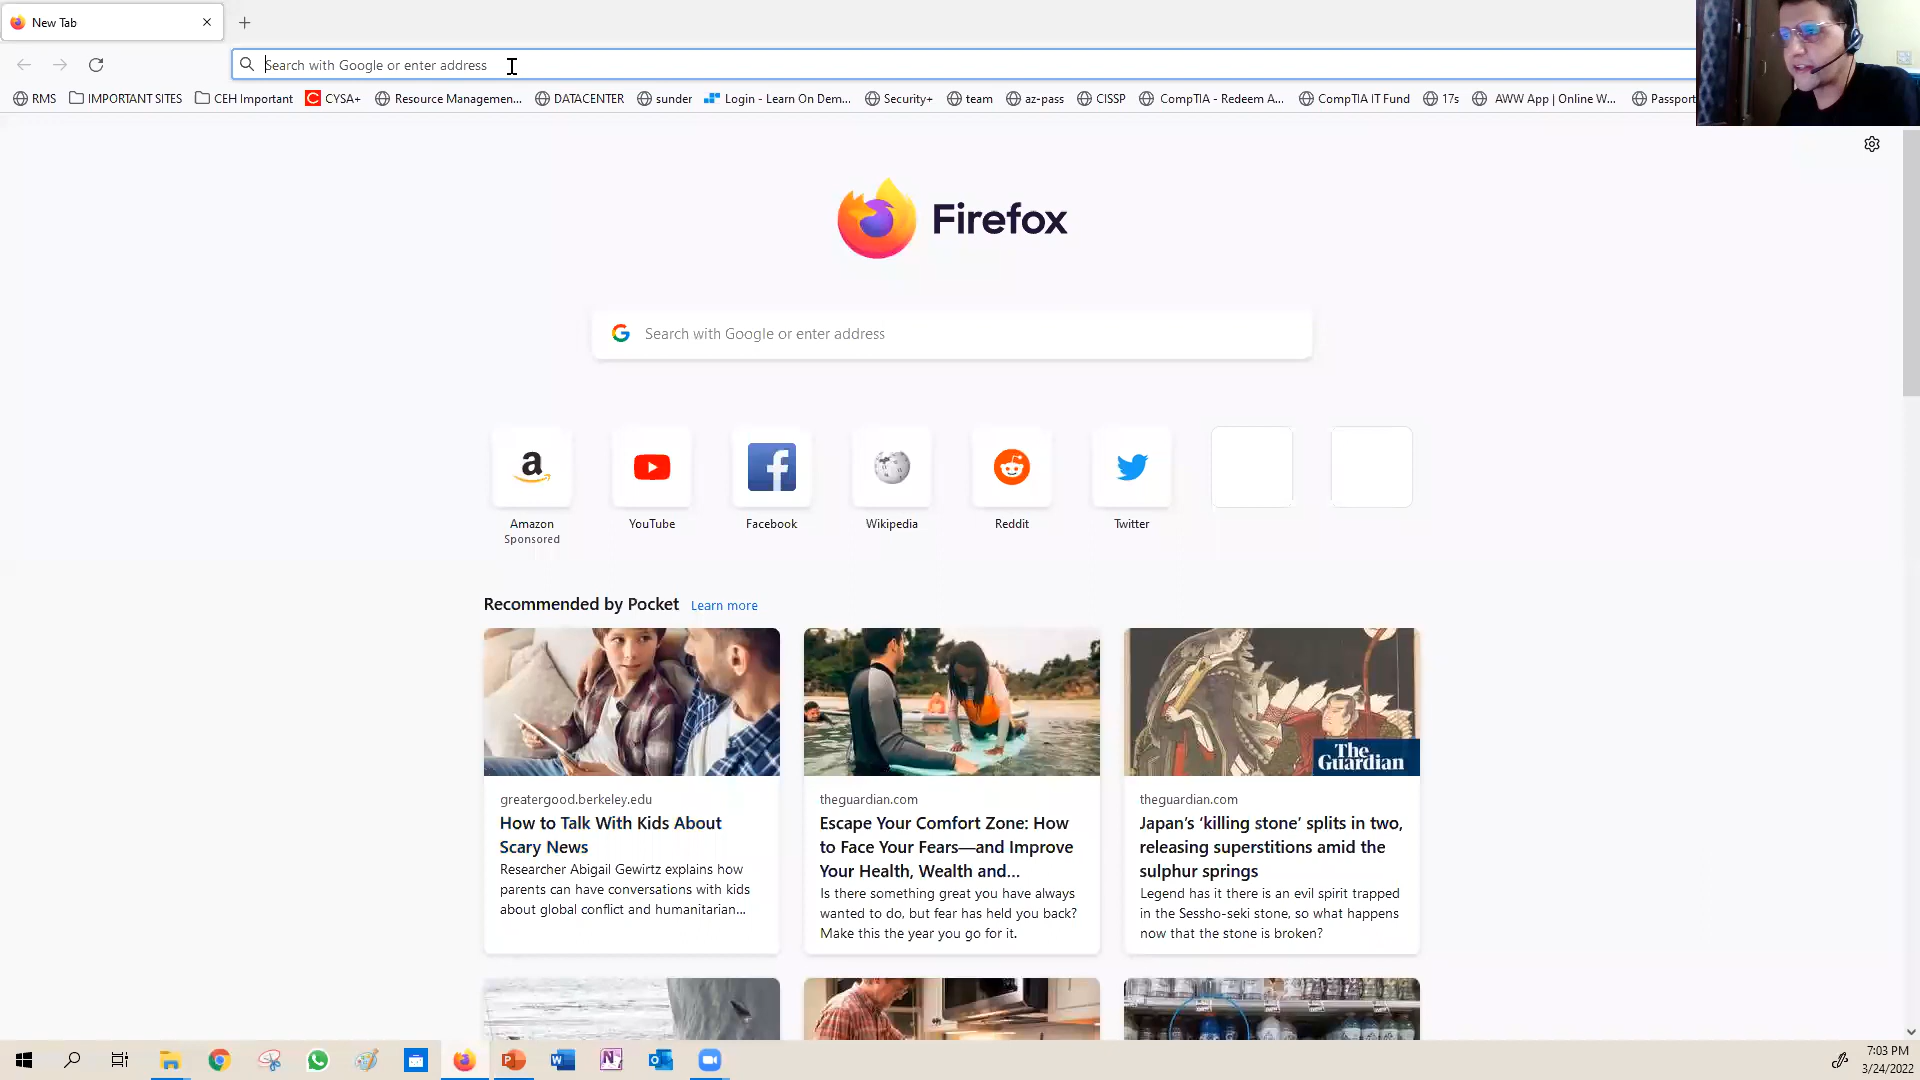 New Tab
Search with Google or enter address
RMS
IMPORTANT SITES
CEH Important
CYSA+
Resource Managemen...
DATACENTER
sunder
Login - Learn On Dem...
Security+
team
az-pass
CISSP
CompTIA - Redeem A...
CompTIA IT Fund
17s
AWW App | Online W...
Passport
Firefox
Search with Google or enter address
Amazon
Sponsored
YouTube
Facebook
Wikipedia
Reddit
Twitter
Recommended by Pocket
Learn more
greatergood.berkeley.edu
How to Talk With Kids About
Scary News
Researcher Abigail Gewirtz explains how
parents can have conversations with kids
about global conflict and humanitarian...
theguardian.com
Escape Your Comfort Zone: How
to Face Your Fears—and Improve
Your Health, Wealth and...
Is there something great you have always
wanted to do, but fear has held you back?
Make this the year you go for it.
The
Guardian
theguardian.com
Japan's 'killing stone' splits in two,
releasing superstitions amid the
sulphur springs
Legend has it there is an evil spirit trapped
in the Sessho-seki stone, so what happens
now that the stone is broken?
7:03 PM
3/24/2022